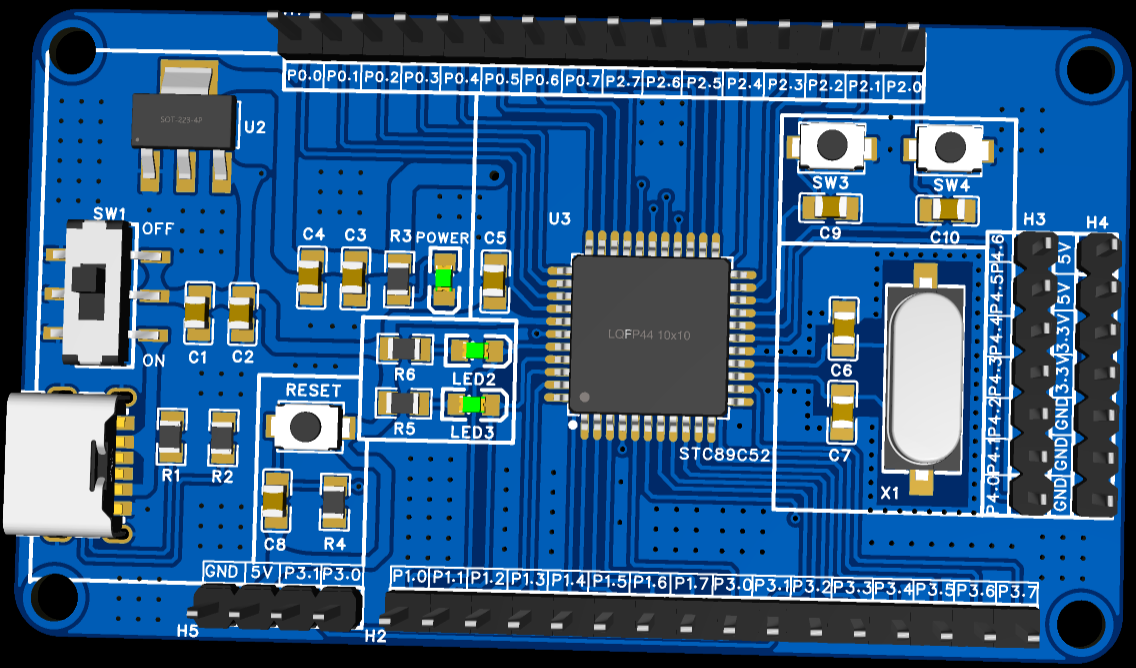 P0.0 P0.1 P0.2 P0.3 P0.4 P0.5 P0.6 P0.7 P2.7 P2.6 P2.5 P2.4 P2.3 P2.2 P2.1 P2.0
SOT-223-4P
U2
SW3 SW4
C9 C10
SW1
OFF
ON
U3
H3 H4
C4 C3 R3 POWER C5
C1 C2
LQFP44 10x10
P4.6 5V
P4.5 5V
P4.4 3.3V
P4.3 3.3V
P4.2 GND
P4.1 GND
P4.0 GND
R6 LED2
R5 LED3
C6
C7
RESET
STC89C52
X1
R1 R2
C8 R4
GND 5V P3.1 P3.0
P1.0 P1.1 P1.2 P1.3 P1.4 P1.5 P1.6 P1.7 P3.0 P3.1 P3.2 P3.3 P3.4 P3.5 P3.6 P3.7
H5 H2